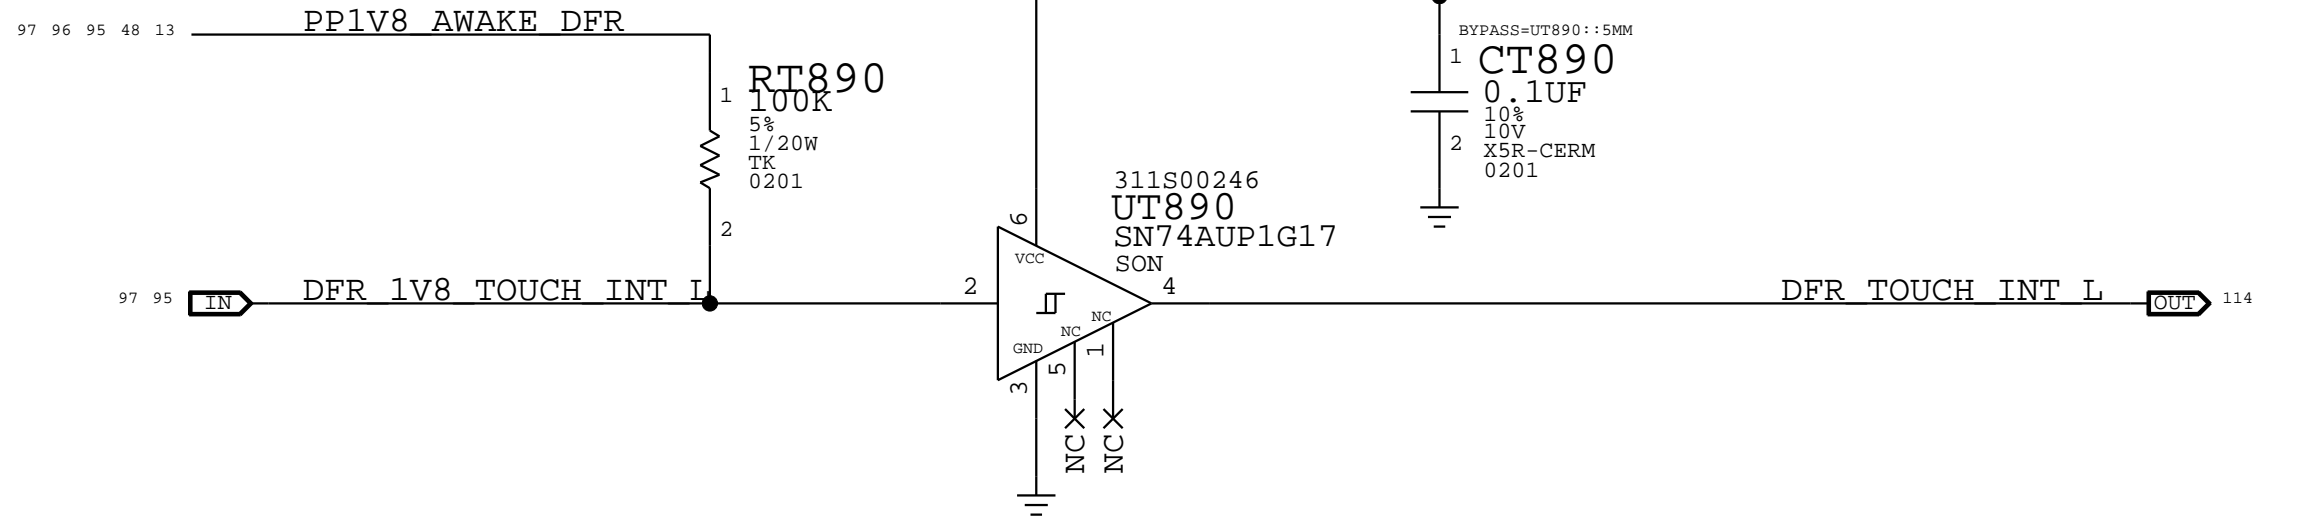 97 96 95 48 13 PP1V8_AWAKE_DFR
BYPASS=UT890::5MM
1 CT890
0.1UF
10%
10V
2 X5R-CERM
0201
1 RT890
100K
5%
1/20W
TK
0201
2
311S00246
UT890
SN74AUP1G17
SON
6
VCC
97 95 IN DFR_1V8_TOUCH_INT_L 2 4 DFR_TOUCH_INT_L OUT 114
NC
NC
GND
3 5 1
NC NC